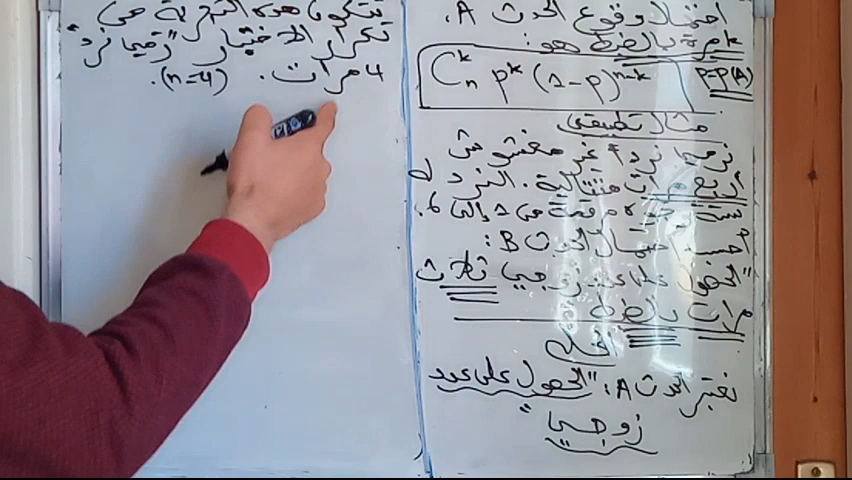 احتمال وقوع الحدث A،
k مرة بالضبط هو:
C_n^k p^k (1-p)^{n-k} p=p(A)
مثال تطبيقي
نرمي نردا غير مغشوش
أربع مرات متتالية. النرد له
ستة أوجه مرقمة من 1 إلى 6.
احسب احتمال الحدث B:
"الحصول على عدد زوجي ثلاث
مرات بالضبط
الحل
نعتبر الحدث A: "الحصول على عدد
زوجي"
تتكون هذه التجربة من
تكرار الاختبار "رمي نرد"
4 مرات. (n=4).